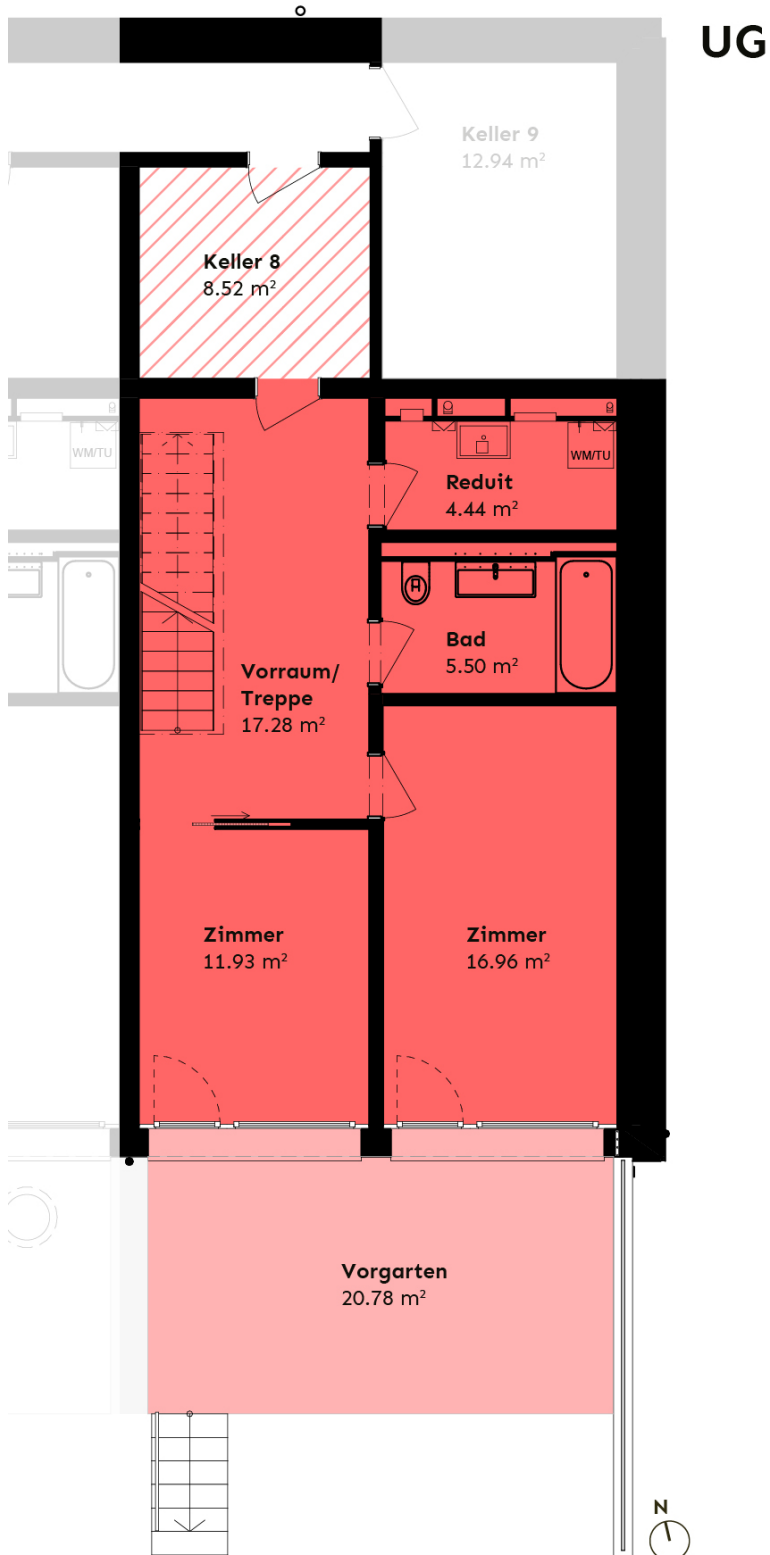 UG
Keller 9
12.94 m²
Keller 8
8.52 m²
WM/TU
WM/TU
Reduit
4.44 m²
Bad
5.50 m²
Vorraum/
Treppe
17.28 m²
Zimmer
11.93 m²
Zimmer
16.96 m²
Vorgarten
20.78 m²
N